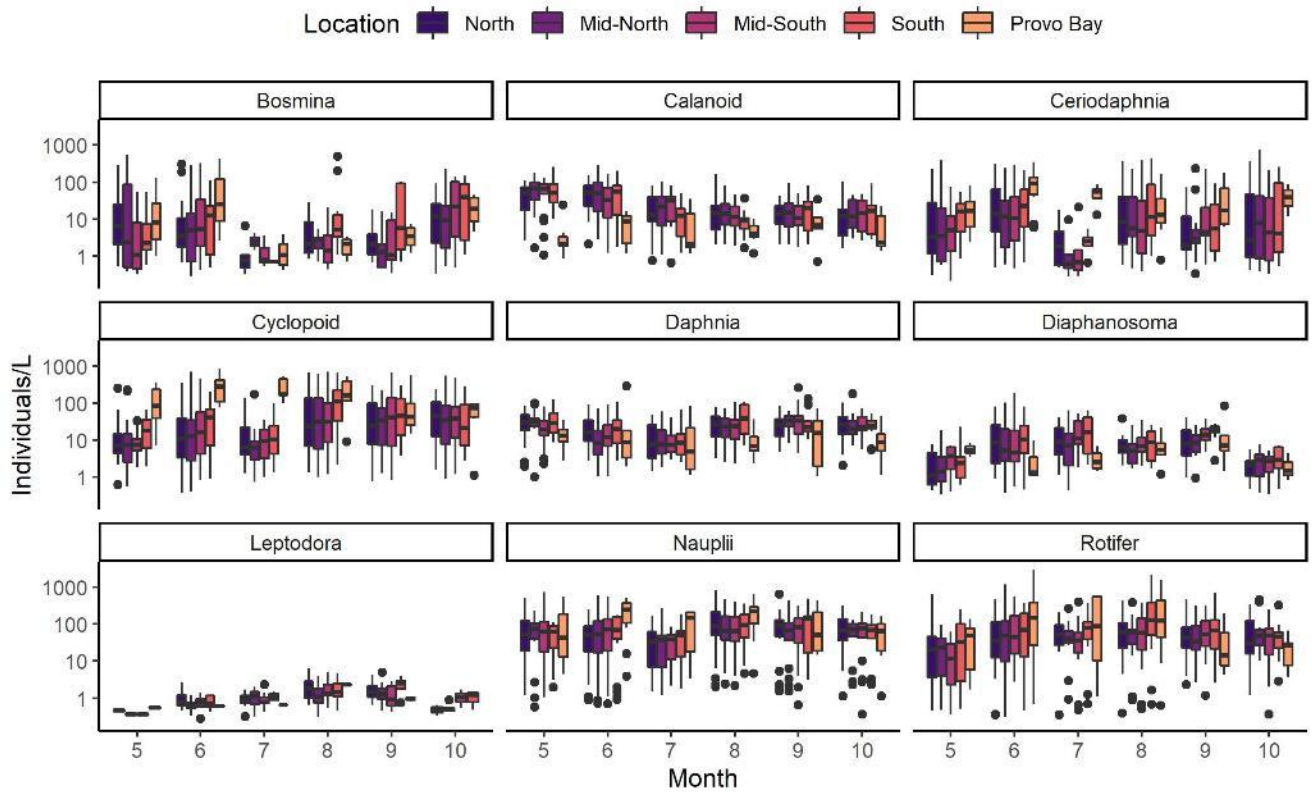 Location North Mid-North Mid-South South Provo Bay
Bosmina Calanoid Ceriodaphnia
1000
100
10
1
Cyclopoid Daphnia Diaphanosoma
1000
100
10
1
Individuals/L
Leptodora Nauplii Rotifer
1000
100
10
1
5 6 7 8 9 10 5 6 7 8 9 10 5 6 7 8 9 10
Month